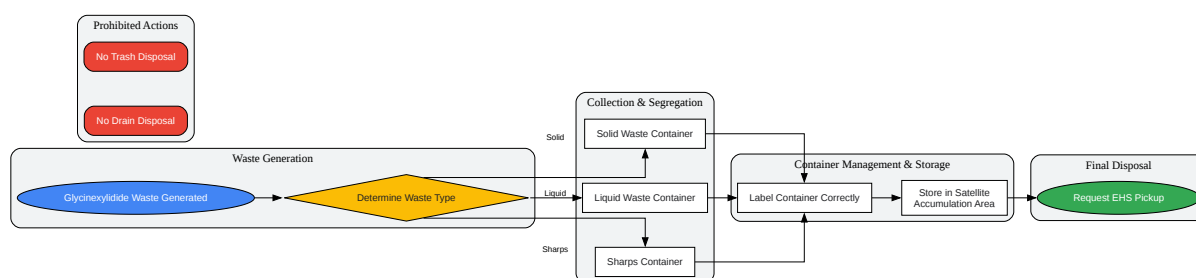 Prohibited Actions
No Trash Disposal
No Drain Disposal
Waste Generation
Glycinexylidide Waste Generated
Determine Waste Type
Solid
Liquid
Sharps
Collection & Segregation
Solid Waste Container
Liquid Waste Container
Sharps Container
Container Management & Storage
Label Container Correctly
Store in Satellite
Accumulation Area
Final Disposal
Request EHS Pickup